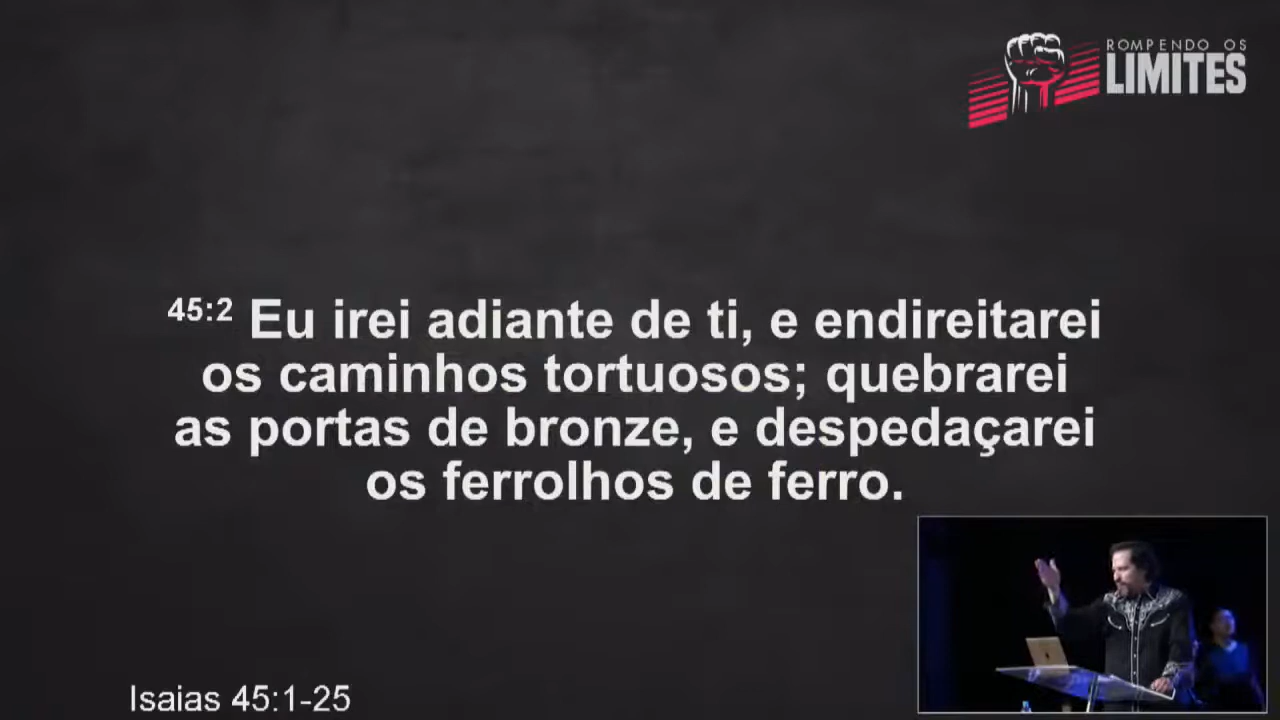 ROMPENDO OS
LIMITES
45:2 Eu irei adiante de ti, e endireitarei
os caminhos tortuosos; quebrarei
as portas de bronze, e despedaçarei
os ferrolhos de ferro.
Isaias 45:1-25